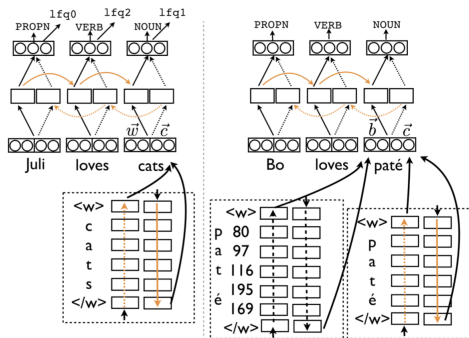 lfq0 lfq2 lfq1
PROPN VERB NOUN
w c
Juli loves cats
<w>
c
a
t
s
</w>
PROPN VERB NOUN
b c
Bo loves paté
<w>
p 80
a 97
t 116
195
é 169
</w>
<w>
p
a
t
é
</w>